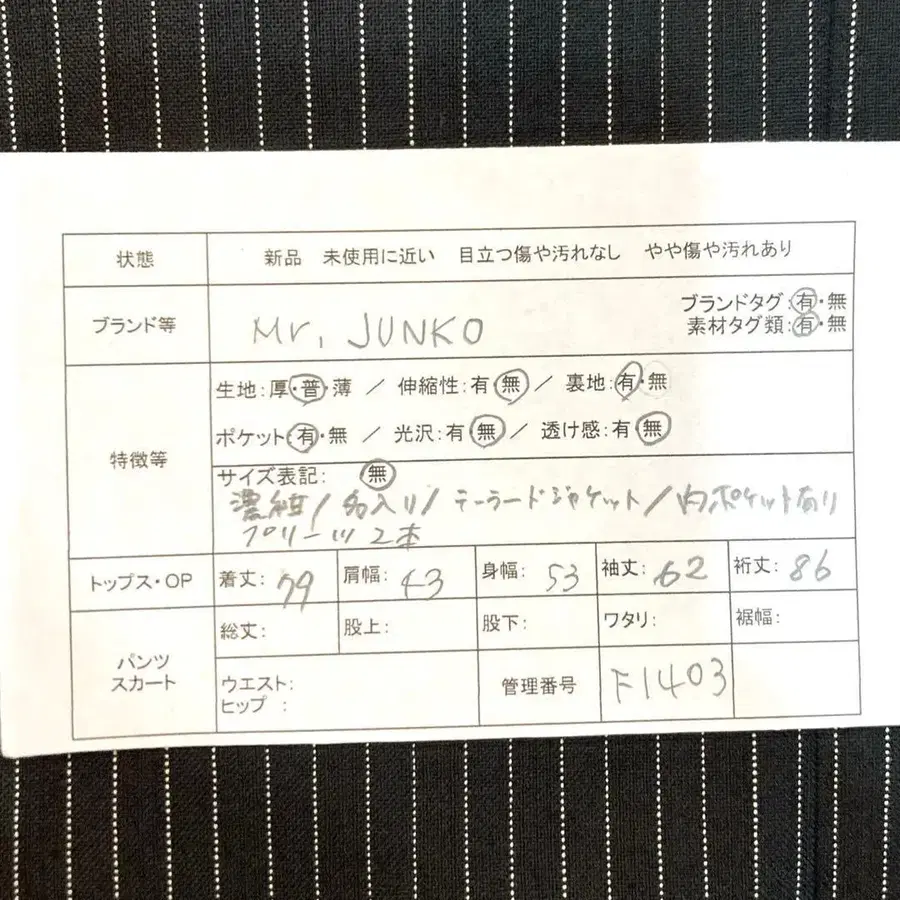 状態 新品 未使用に近い 目立つ傷や汚れなし やや傷や汚れあり
ブランド等 Mr. JUNKO ブランドタグ:有・無
素材タグ類:有・無
特徴等 生地:厚・普・薄 / 伸縮性:有・無 / 裏地:有・無
ポケット:有・無 / 光沢:有・無 / 透け感:有・無
サイズ表記: 無
濃紺/名入り/テーラードジャケット/内ポケットあり
プリーツ2本
トップス・OP 着丈:79 肩幅:43 身幅:53 袖丈:62 裄丈:86
パンツ
スカート 総丈: 股上: 股下: ワタリ: 裾幅:
ウエスト:
ヒップ : 管理番号 F1403